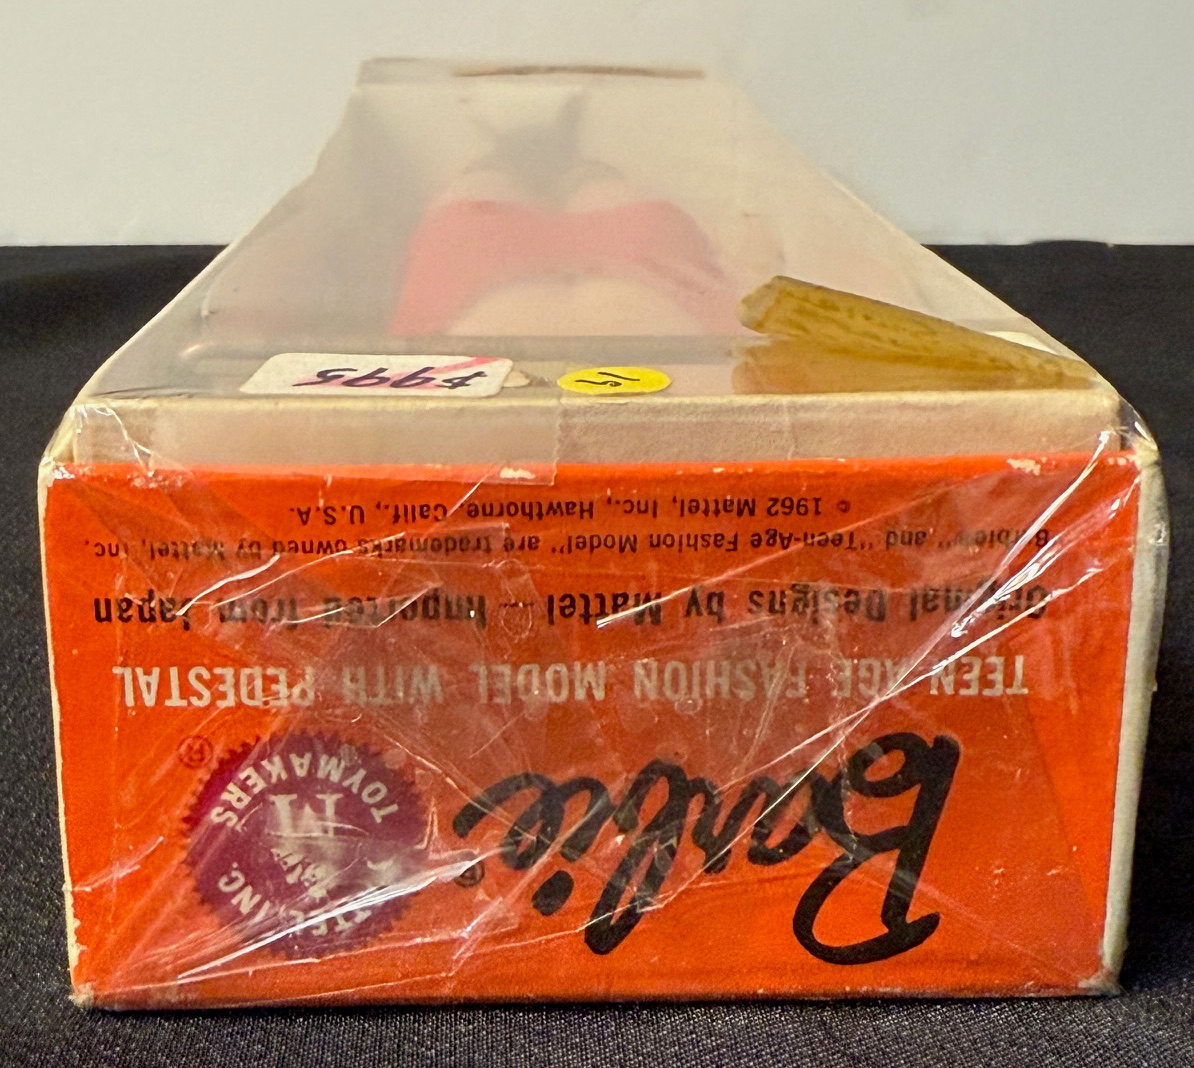 Barbie®
MATTEL, INC. TOYMAKERS ®
M
TEEN AGE FASHION MODEL WITH PEDESTAL
Original Designs by Mattel — Imported from Japan
"Barbie" and "Teen-Age Fashion Model" are trademarks owned by Mattel, Inc.
© 1962 Mattel, Inc., Hawthorne, Calif., U.S.A.
$995